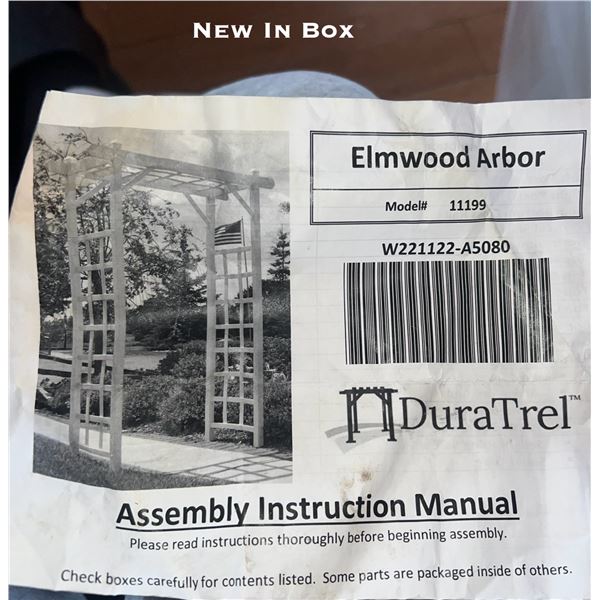 New In Box
Elmwood Arbor
Model# 11199
W221122-A5080
DuraTrel™
Assembly Instruction Manual
Please read instructions thoroughly before beginning assembly.
Check boxes carefully for contents listed. Some parts are packaged inside of others.